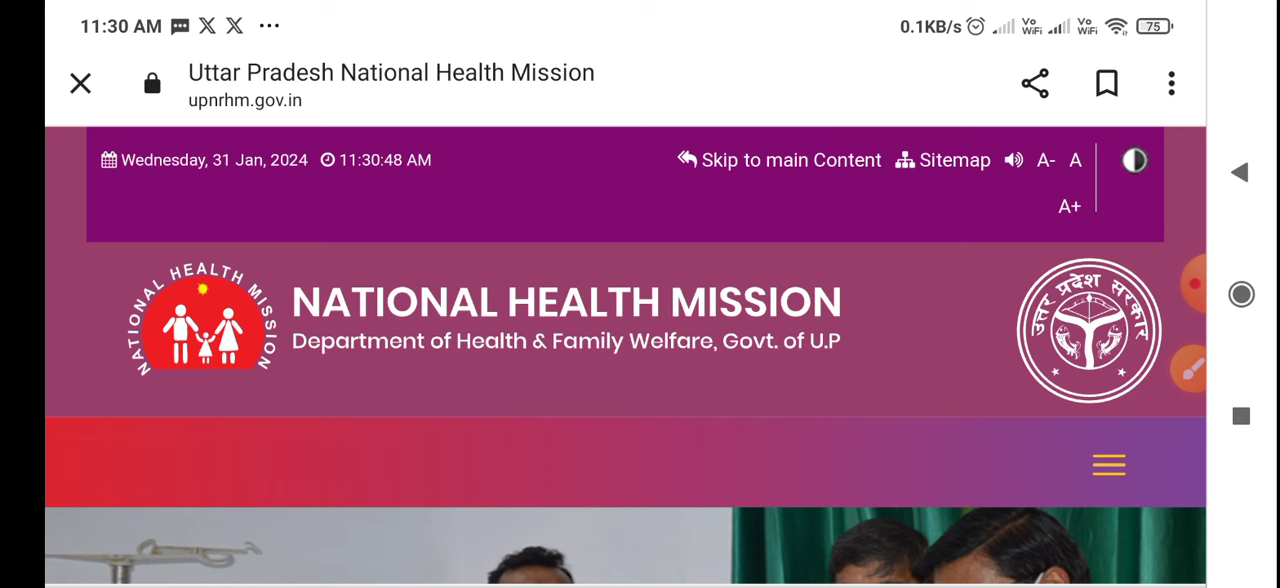 11:30 AM
0.1KB/s
Vo WiFi
Vo WiFi
75
Uttar Pradesh National Health Mission
upnrhm.gov.in
Wednesday, 31 Jan, 2024 11:30:48 AM
Skip to main Content Sitemap A- A
A+
NATIONAL HEALTH MISSION
NATIONAL HEALTH MISSION
Department of Health & Family Welfare, Govt. of U.P
उत्तर प्रदेश सरकार